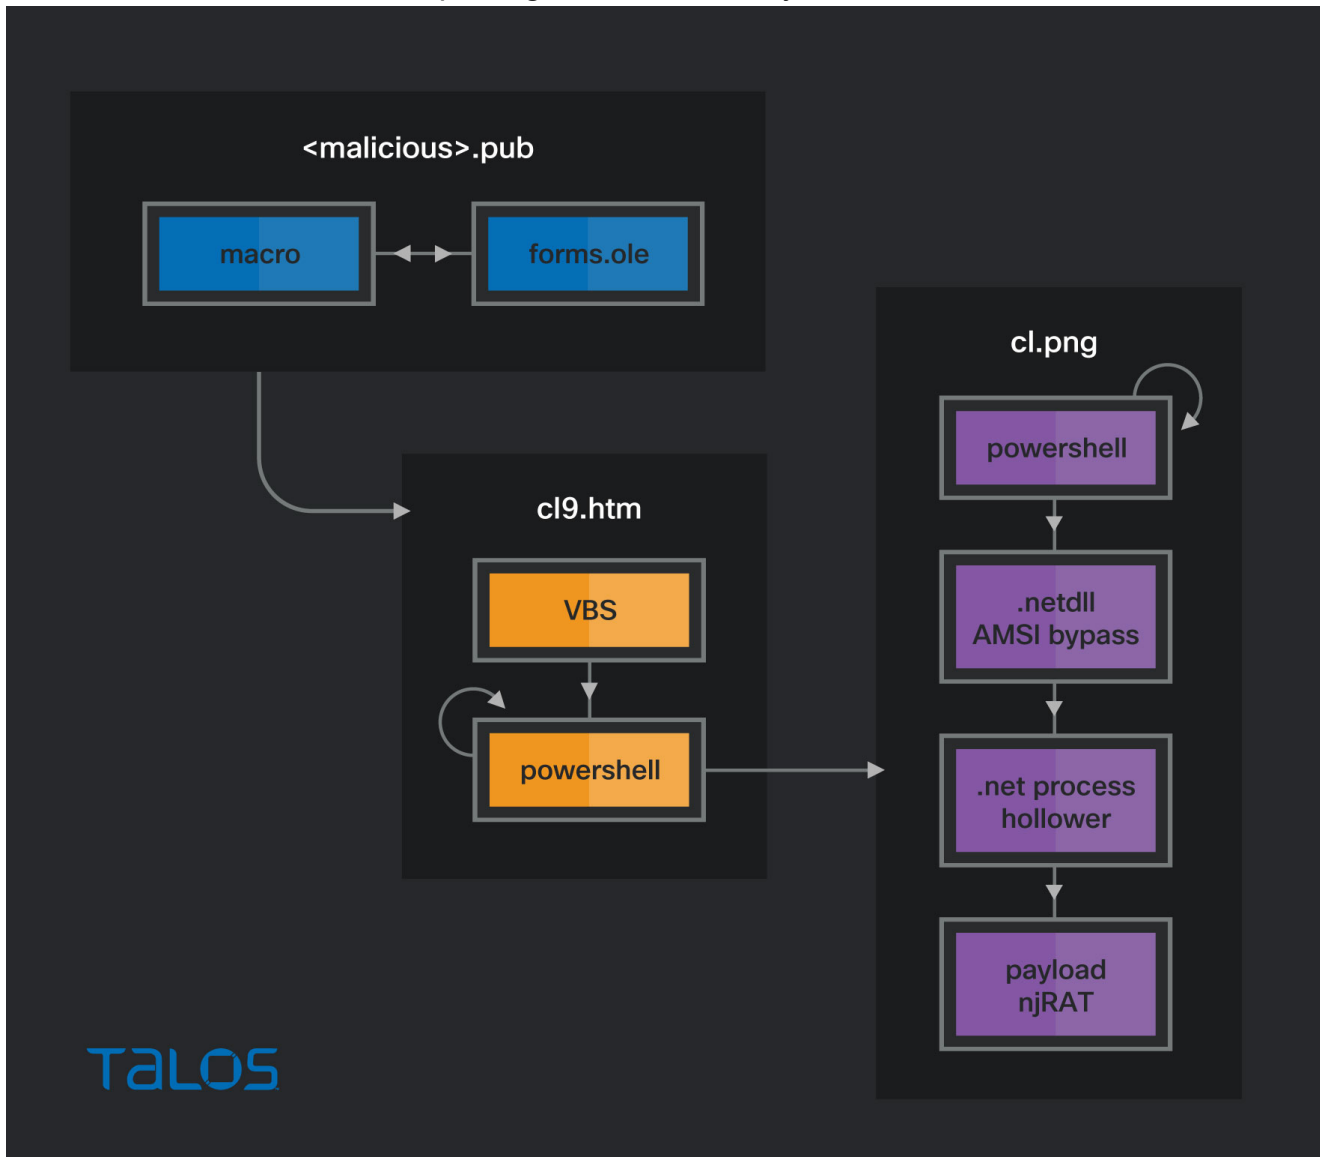 <malicious>.pub
macro
forms.ole
cl.png
powershell
.netdll
AMSI bypass
.net process
hollower
payload
njRAT
cl9.htm
VBS
powershell
TALOS